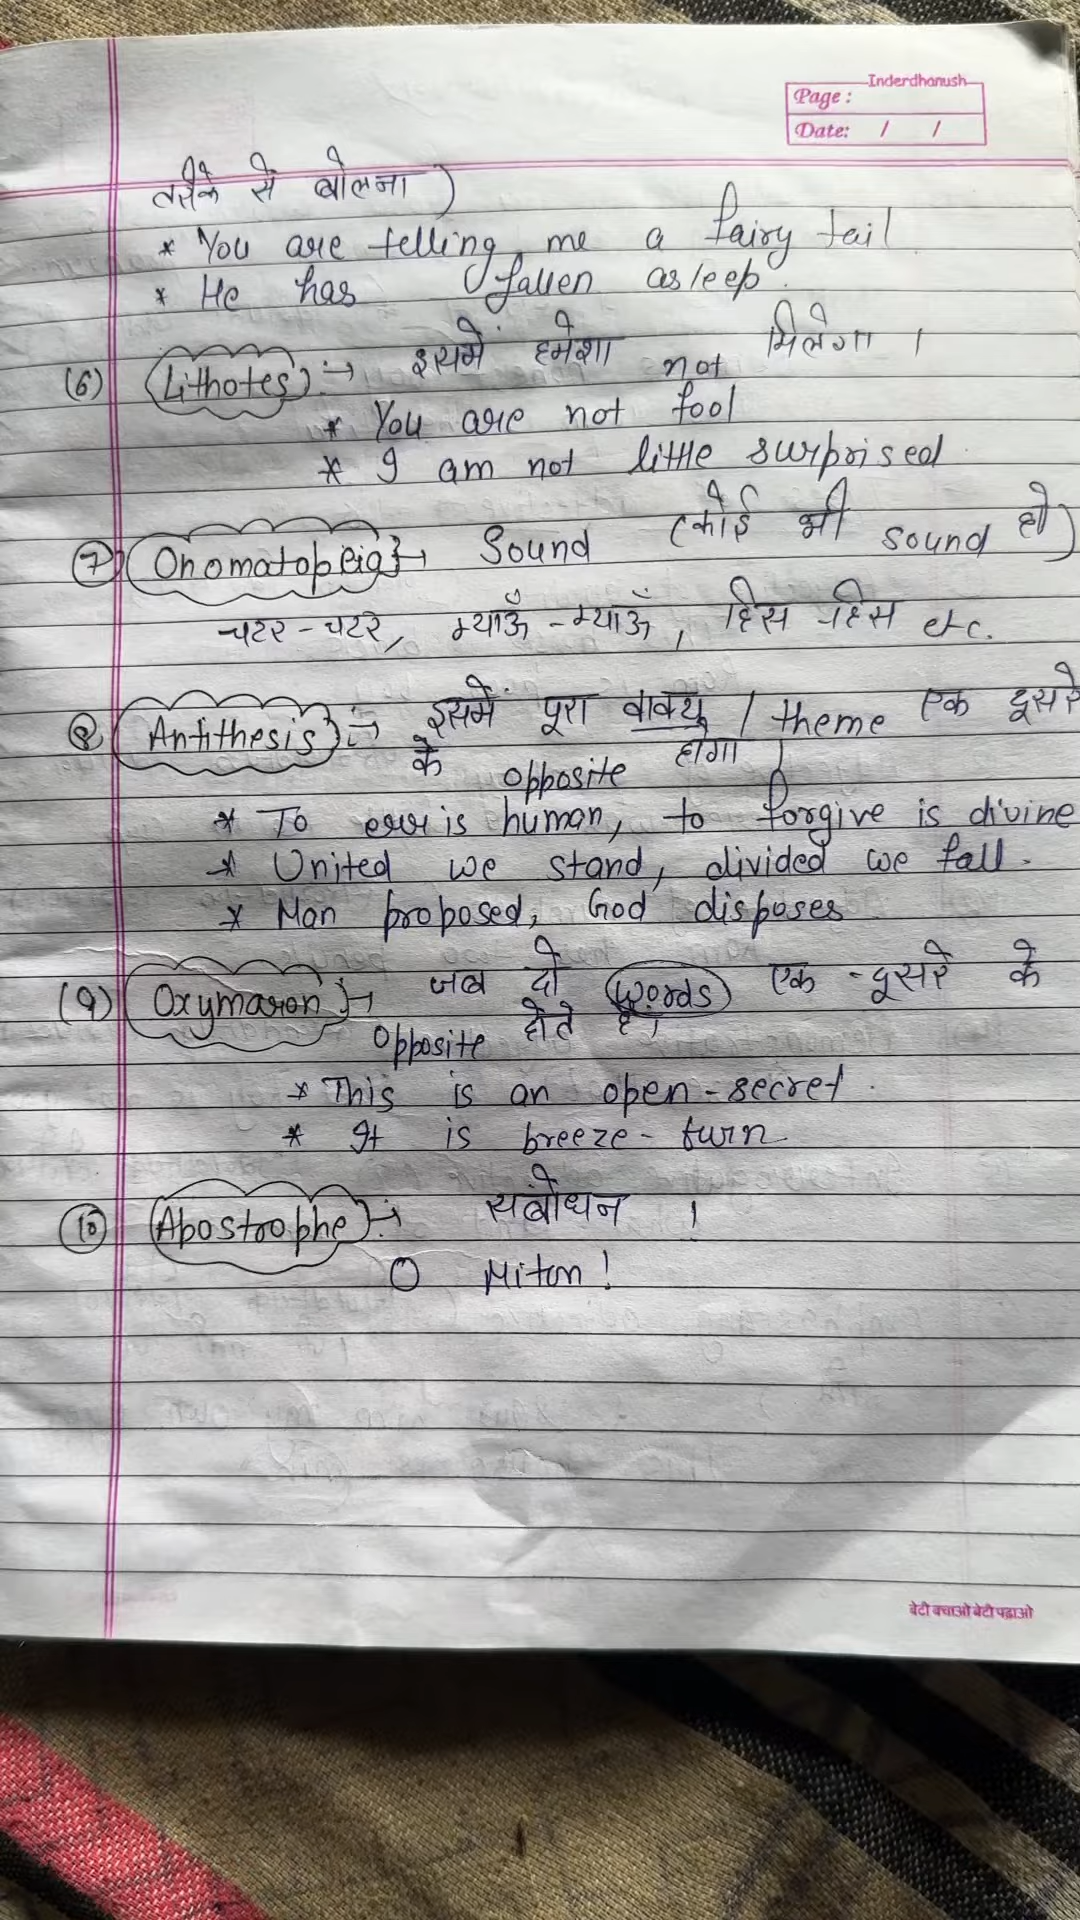 Inderdhanush
Page :
Date: / /
तरीके से बोलना )
* You are telling me a fairy tail
* He has fallen asleep.
(6) Lithotes :→ इसमें हमेशा not मिलेगा ।
* You are not fool
* I am not little surprised
(7) Onomatopeia → Sound (कोई भी sound हो)
चटर-चटर, म्याऊँ-म्याऊँ, हिस-हिस etc.
(8) Antithesis :→ इसमें पूरा वाक्य / theme एक दूसरे
के opposite होगा ।
* To err is human, to forgive is divine
* United we stand, divided we fall.
* Man proposed, God disposes
(9) Oxymaron :→ जब दो words एक-दूसरे के
opposite होते है,
* This is an open-secret.
* It is breeze-turn
(10) Apostrophe :→ संबोधन ।
O Miton!
बेटी बचाओ बेटी पढ़ाओ